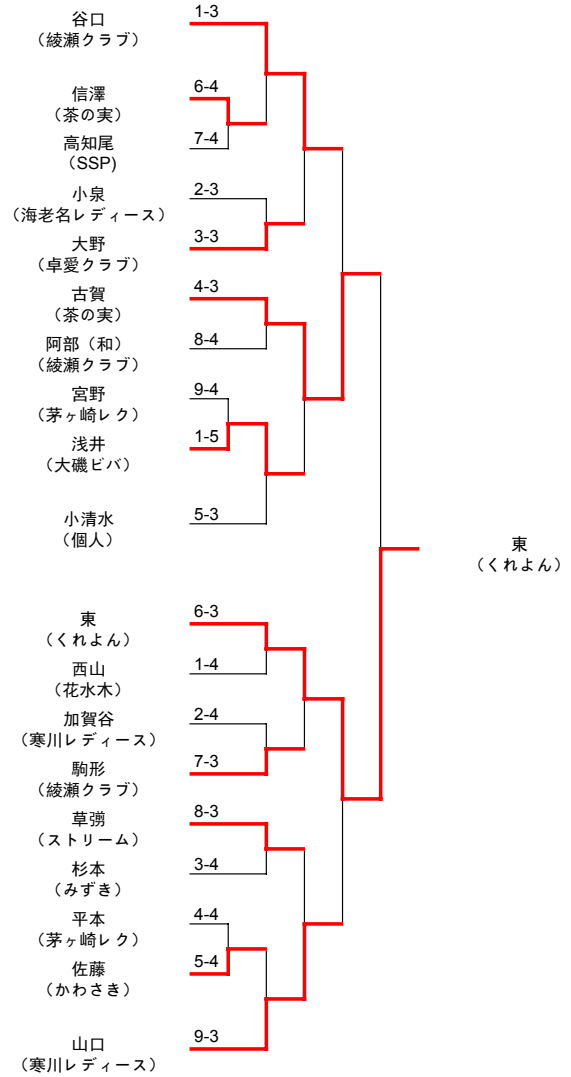 谷口
1-3
（綾瀬クラブ）
信澤
6-4
（茶の実）
高知尾
7-4
（SSP)
小泉
2-3
（海老名レディース）
大野
3-3
（卓愛クラブ）
古賀
4-3
（茶の実）
阿部（和）
8-4
（綾瀬クラブ）
宮野
9-4
（茅ヶ崎レク）
浅井
1-5
（大磯ビバ）
小清水
5-3
（個人）
東
（くれよん）
東
6-3
（くれよん）
西山
1-4
（花水木）
加賀谷
2-4
（寒川レディース）
駒形
7-3
（綾瀬クラブ）
草彅
8-3
（ストリーム）
杉本
3-4
（みずき）
平本
4-4
（茅ヶ崎レク）
佐藤
5-4
（かわさき）
山口
9-3
（寒川レディース）